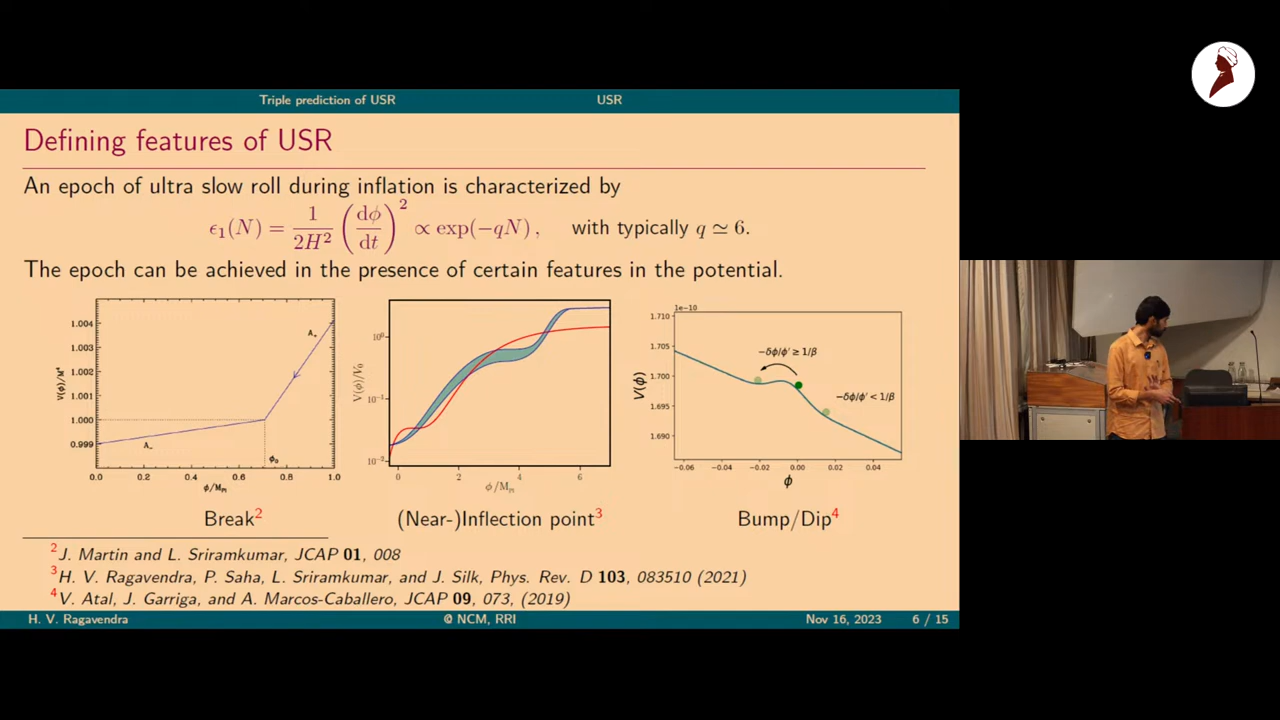 Triple prediction of USR USR
Defining features of USR
An epoch of ultra slow roll during inflation is characterized by
ϵ₁(N) = 1/2H² (dϕ/dt)² ∝ exp(−qN), with typically q ≃ 6.
The epoch can be achieved in the presence of certain features in the potential.
1.004
1.003
1.002
1.001
1.000
0.999
V(ϕ)/M⁴
A₊
A₋
ϕ₀
0.0 0.2 0.4 0.6 0.8 1.0
ϕ/M_Pl
Break²
V(ϕ)/V₀
10⁰
10⁻¹
0 2 4 6
ϕ/M_Pl
(Near-)Inflection point³
1e−10
1.710
1.705
1.700
1.695
1.690
V(ϕ)
−δϕ/ϕ′ ≥ 1/β
−δϕ/ϕ′ < 1/β
−0.06 −0.04 −0.02 0.00 0.02 0.04
ϕ
Bump/Dip⁴
²J. Martin and L. Sriramkumar, JCAP 01, 008
³H. V. Ragavendra, P. Saha, L. Sriramkumar, and J. Silk, Phys. Rev. D 103, 083510 (2021)
⁴V. Atal, J. Garriga, and A. Marcos-Caballero, JCAP 09, 073, (2019)
H. V. Ragavendra @ NCM, RRI Nov 16, 2023 6 / 15